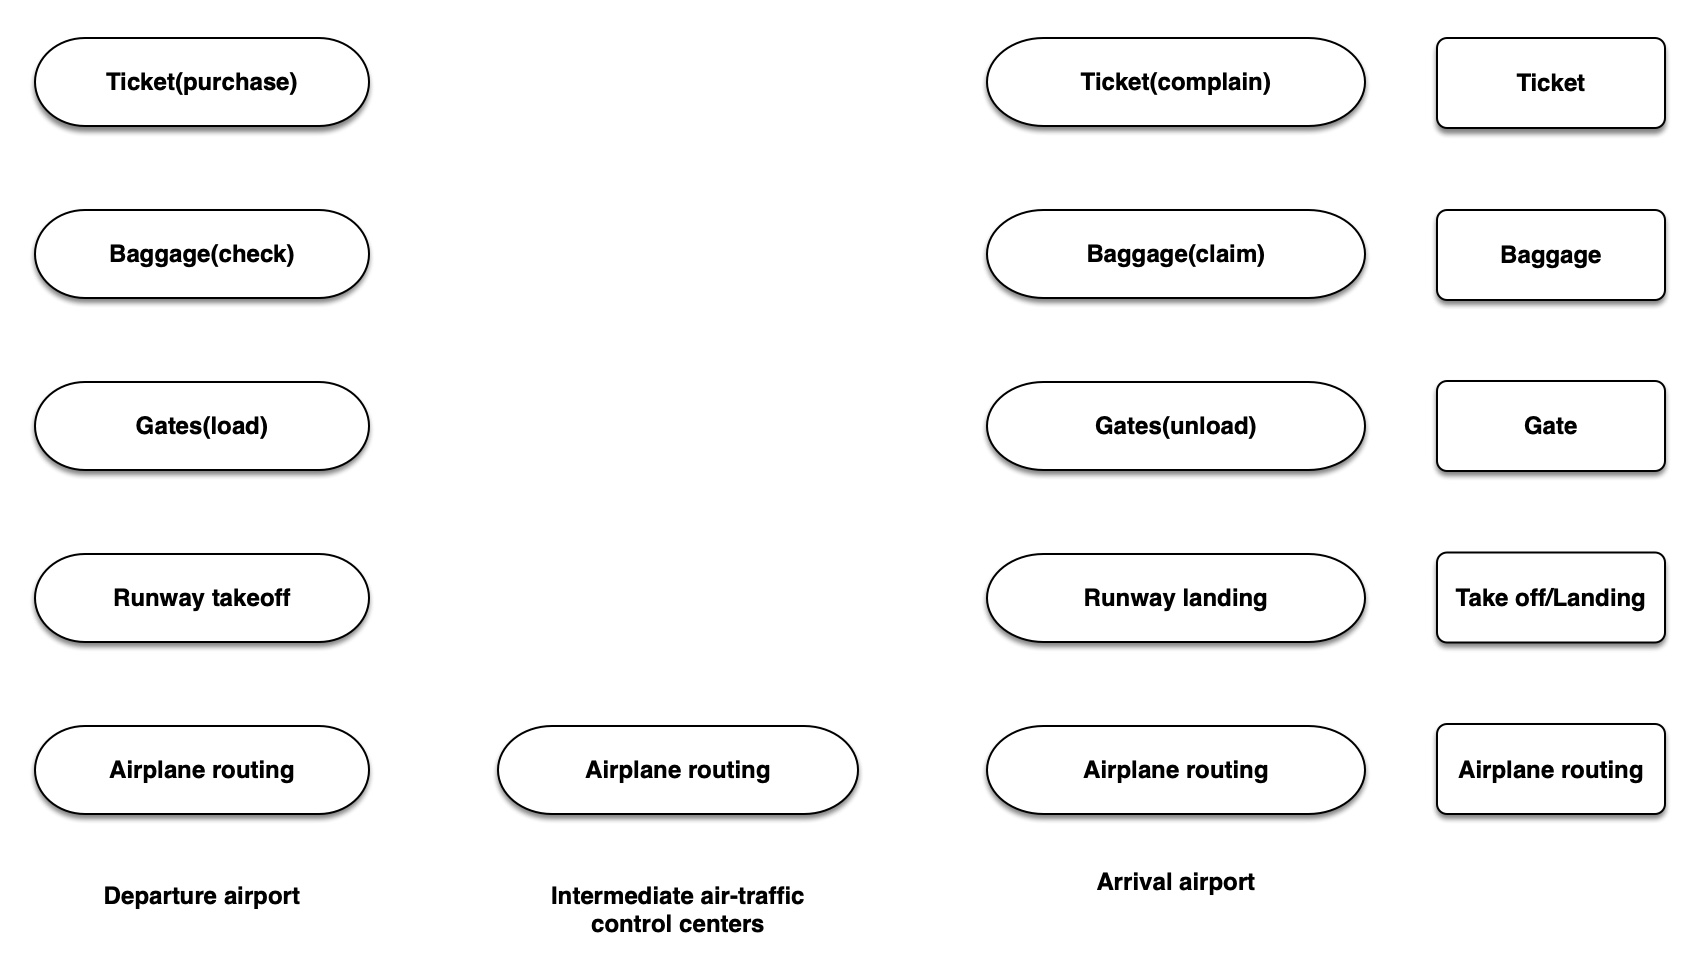 Ticket(purchase)
Ticket(complain)
Ticket
Baggage(check)
Baggage(claim)
Baggage
Gates(load)
Gates(unload)
Gate
Runway takeoff
Runway landing
Take off/Landing
Airplane routing
Airplane routing
Airplane routing
Airplane routing
Departure airport
Intermediate air-traffic
control centers
Arrival airport